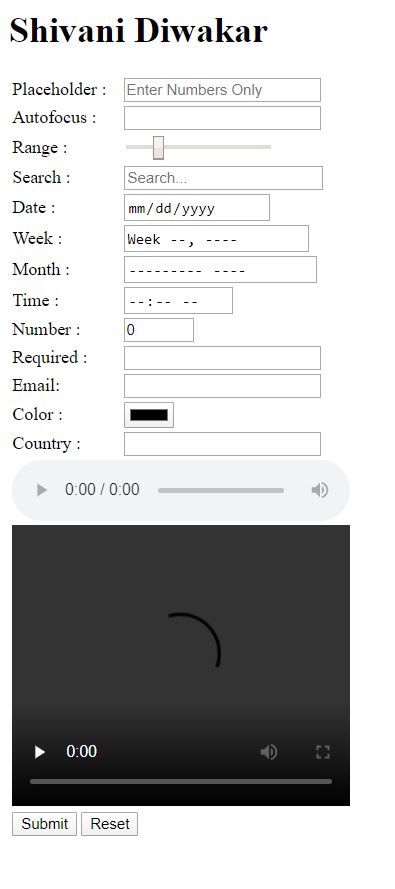 Shivani Diwakar
Placeholder : Enter Numbers Only
Autofocus :
Range :
Search : Search...
Date : mm/dd/yyyy
Week : Week --, ----
Month : --------- ----
Time : --:-- --
Number : 0
Required :
Email:
Color :
Country :
0:00 / 0:00
0:00
Submit Reset